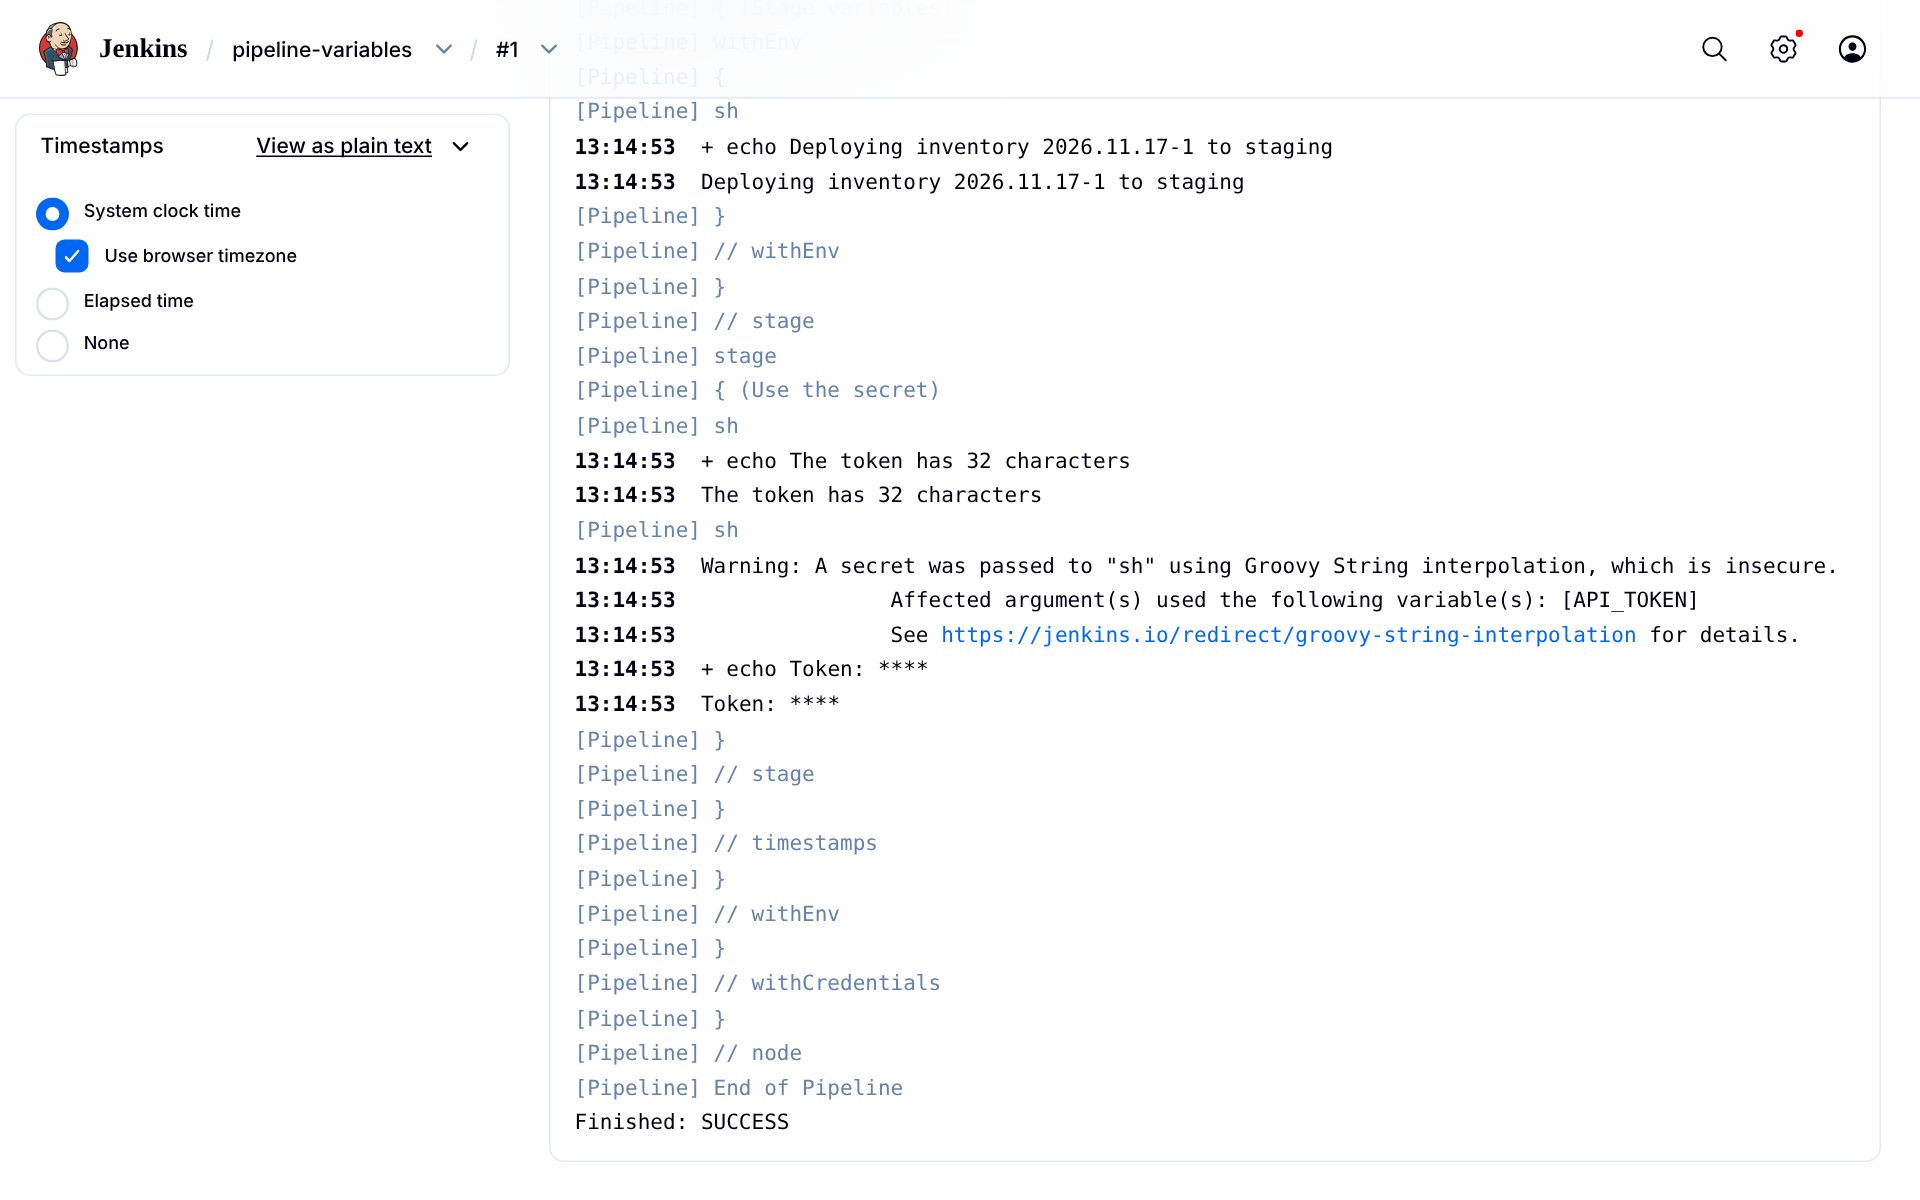 [Pipeline] { (Stage variables)
[Pipeline] withEnv
[Pipeline] {
Jenkins / pipeline-variables / #1
Timestamps View as plain text
System clock time
Use browser timezone
Elapsed time
None
[Pipeline] sh
13:14:53 + echo Deploying inventory 2026.11.17-1 to staging
13:14:53 Deploying inventory 2026.11.17-1 to staging
[Pipeline] }
[Pipeline] // withEnv
[Pipeline] }
[Pipeline] // stage
[Pipeline] stage
[Pipeline] { (Use the secret)
[Pipeline] sh
13:14:53 + echo The token has 32 characters
13:14:53 The token has 32 characters
[Pipeline] sh
13:14:53 Warning: A secret was passed to "sh" using Groovy String interpolation, which is insecure.
13:14:53 Affected argument(s) used the following variable(s): [API_TOKEN]
13:14:53 See https://jenkins.io/redirect/groovy-string-interpolation for details.
13:14:53 + echo Token: ****
13:14:53 Token: ****
[Pipeline] }
[Pipeline] // stage
[Pipeline] }
[Pipeline] // timestamps
[Pipeline] }
[Pipeline] // withEnv
[Pipeline] }
[Pipeline] // withCredentials
[Pipeline] }
[Pipeline] // node
[Pipeline] End of Pipeline
Finished: SUCCESS